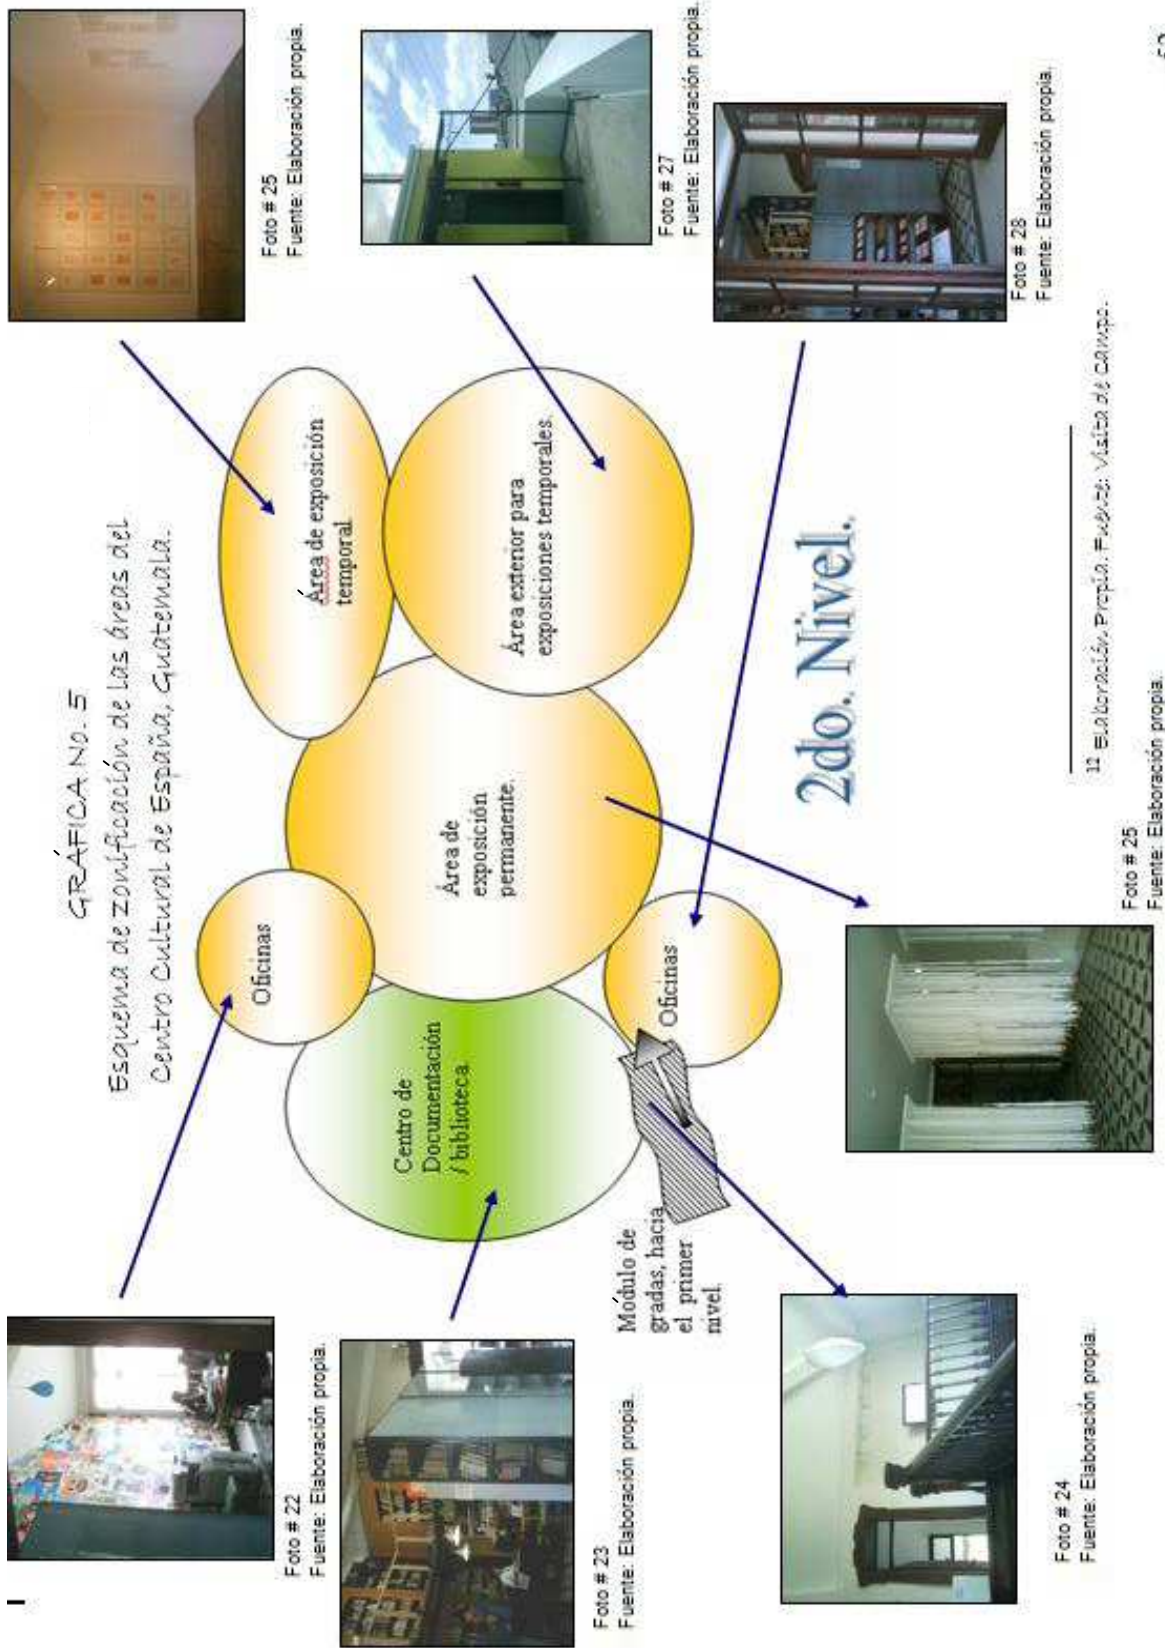 GRÁFICA NO. 5
Esquema de zonificación de las áreas del
Centro Cultural de España, Guatemala.
Foto # 22
Fuente: Elaboración propia.
Oficinas
Área de exposición
temporal.
Foto # 25
Fuente: Elaboración propia.
Centro de
Documentación
/ biblioteca.
Área de
exposición
permanente.
Área exterior para
exposiciones temporales.
Foto # 23
Fuente: Elaboración propia.
Módulo de
gradas, hacia
el primer
nivel.
Oficinas
Foto # 27
Fuente: Elaboración propia.
2do. Nivel.
Foto # 24
Fuente: Elaboración propia.
Foto # 25
Fuente: Elaboración propia.
Foto # 28
Fuente: Elaboración propia.
12 Elaboración Propia. Fuente: Visita de Campo.